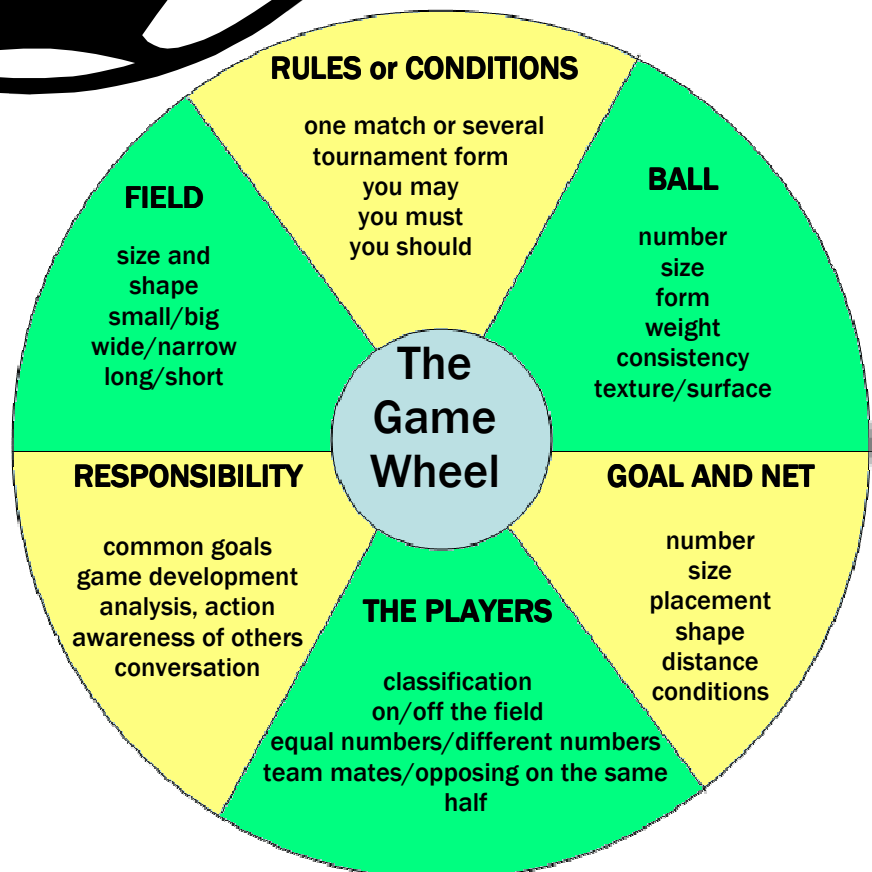 RULES or CONDITIONS
one match or several
tournament form
you may
you must
you should
BALL
number
size
form
weight
consistency
texture/surface
GOAL AND NET
number
size
placement
shape
distance
conditions
THE PLAYERS
classification
on/off the field
equal numbers/different numbers
team mates/opposing on the same
half
RESPONSIBILITY
common goals
game development
analysis, action
awareness of others
conversation
FIELD
size and
shape
small/big
wide/narrow
long/short
The
Game
Wheel